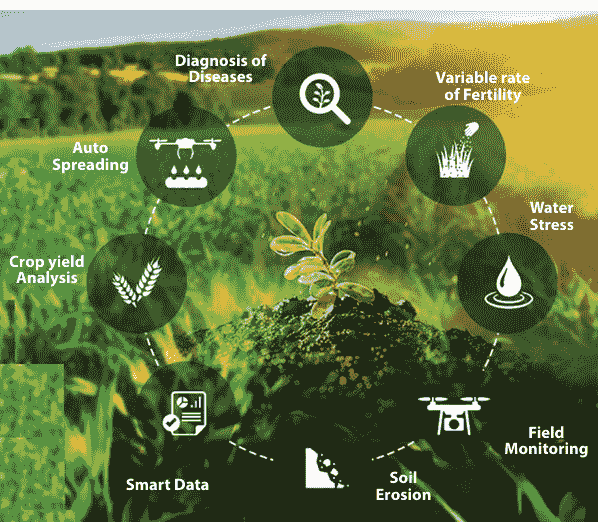 Diagnosis of
Diseases
Variable rate
of Fertility
Auto
Spreading
Water
Stress
Crop yield
Analysis
Field
Monitoring
Smart Data
Soil
Erosion